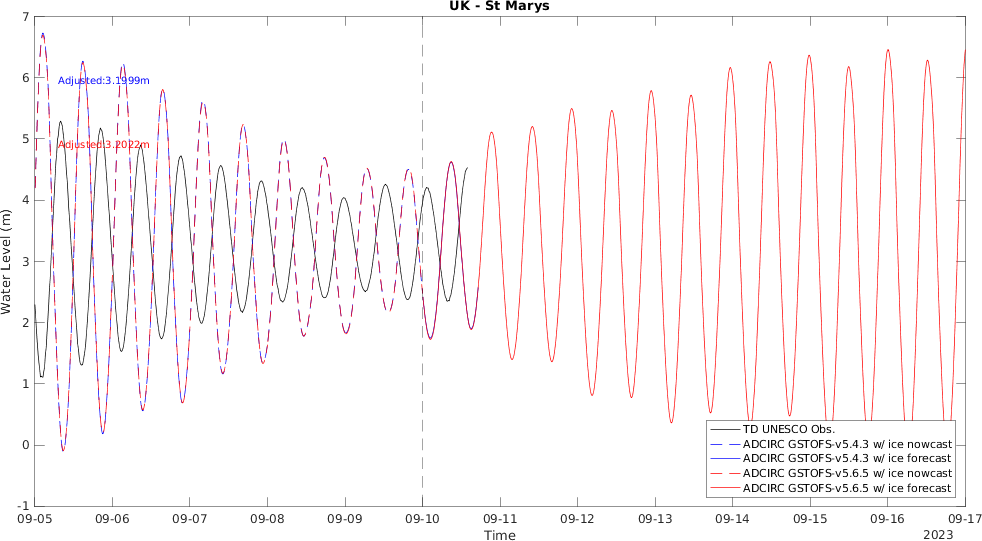 UK - St Marys
7
6
5
4
3
2
1
0
-1
Water Level (m)
Adjusted:3.1999m
Adjusted:3.2022m
TD UNESCO Obs.
ADCIRC GSTOFS-v5.4.3 w/ ice nowcast
ADCIRC GSTOFS-v5.4.3 w/ ice forecast
ADCIRC GSTOFS-v5.6.5 w/ ice nowcast
ADCIRC GSTOFS-v5.6.5 w/ ice forecast
09-05 09-06 09-07 09-08 09-09 09-10 09-11 09-12 09-13 09-14 09-15 09-16 09-17
Time
2023